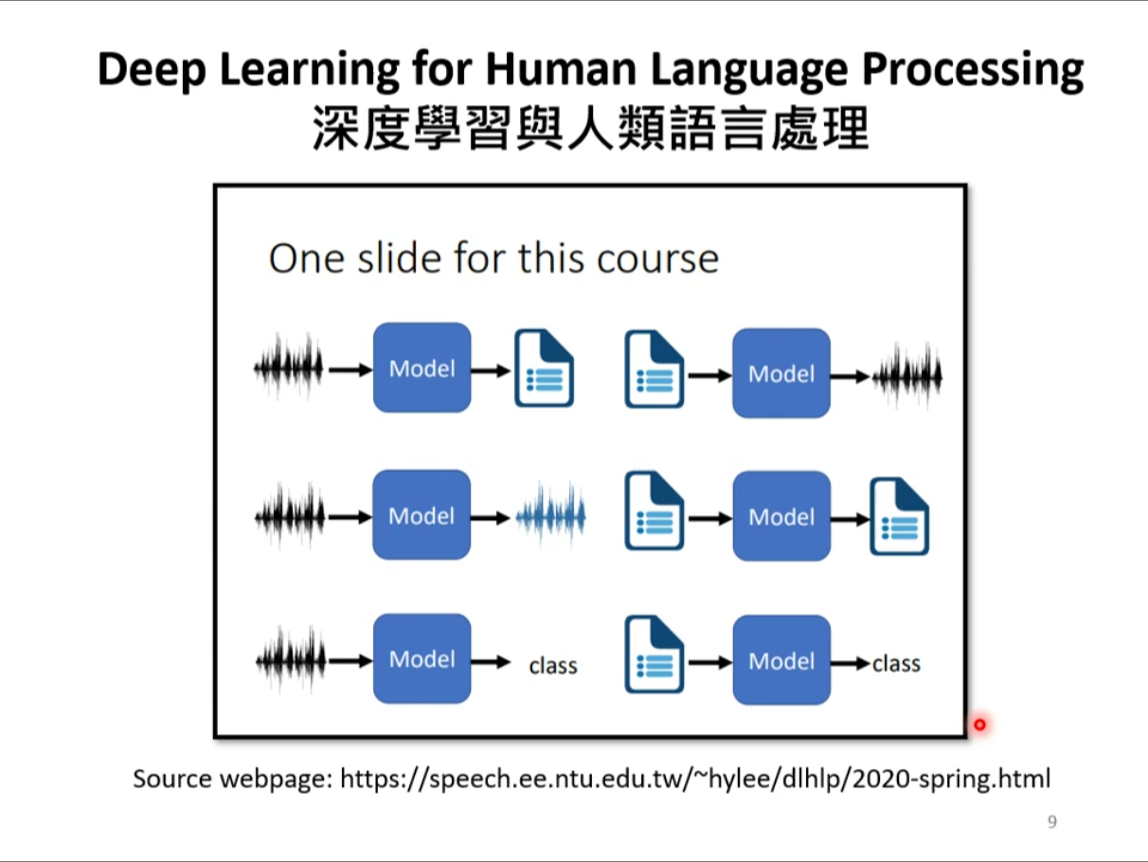 Deep Learning for Human Language Processing
深度學習與人類語言處理
One slide for this course
Model
Model
Model
Model
Model
class
Model
class
Source webpage: https://speech.ee.ntu.edu.tw/~hylee/dlhlp/2020-spring.html
9